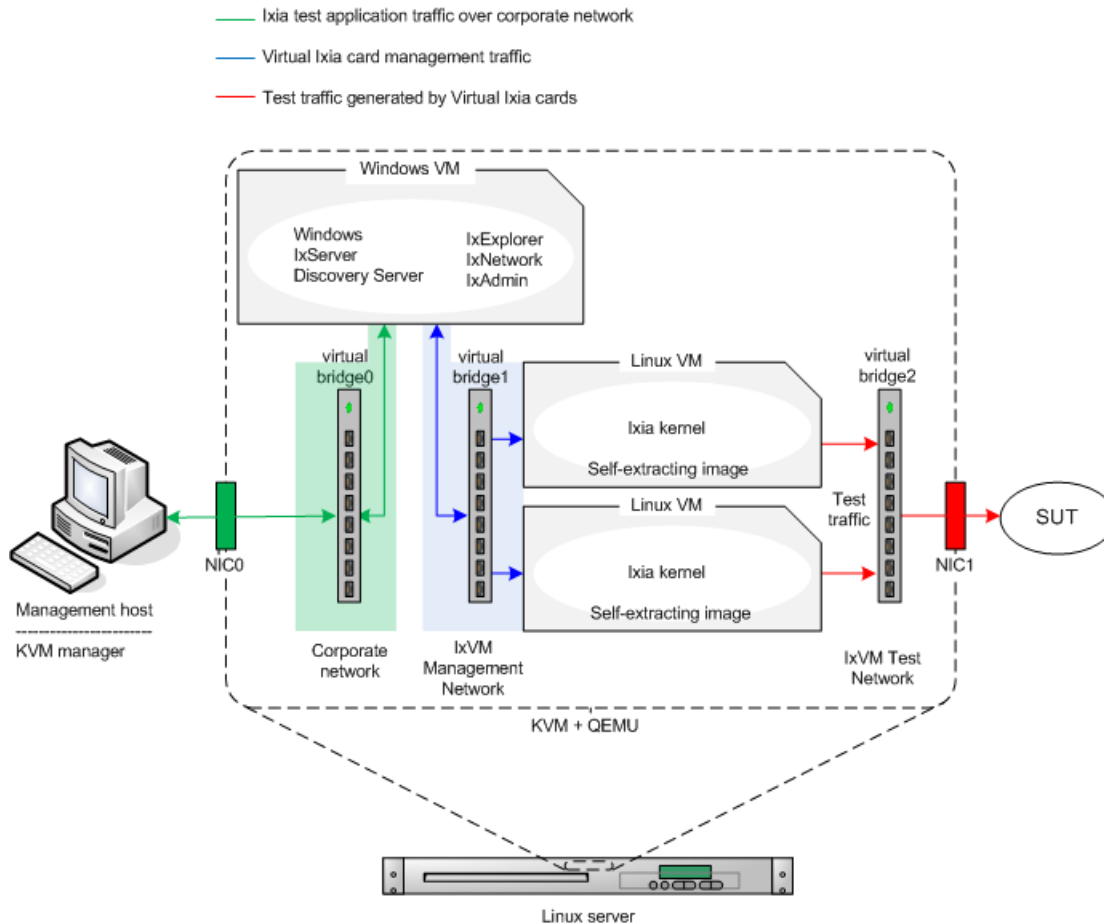 Ixia test application traffic over corporate network
Virtual Ixia card management traffic
Test traffic generated by Virtual Ixia cards
Windows VM
Windows
IxServer
Discovery Server
IxExplorer
IxNetwork
IxAdmin
virtual
bridge0
virtual
bridge1
Linux VM
Ixia kernel
Self-extracting image
virtual
bridge2
Linux VM
Ixia kernel
Self-extracting image
Test
traffic
NIC0
NIC1
SUT
Management host
KVM manager
Corporate
network
IxVM
Management
Network
IxVM Test
Network
KVM + QEMU
Linux server